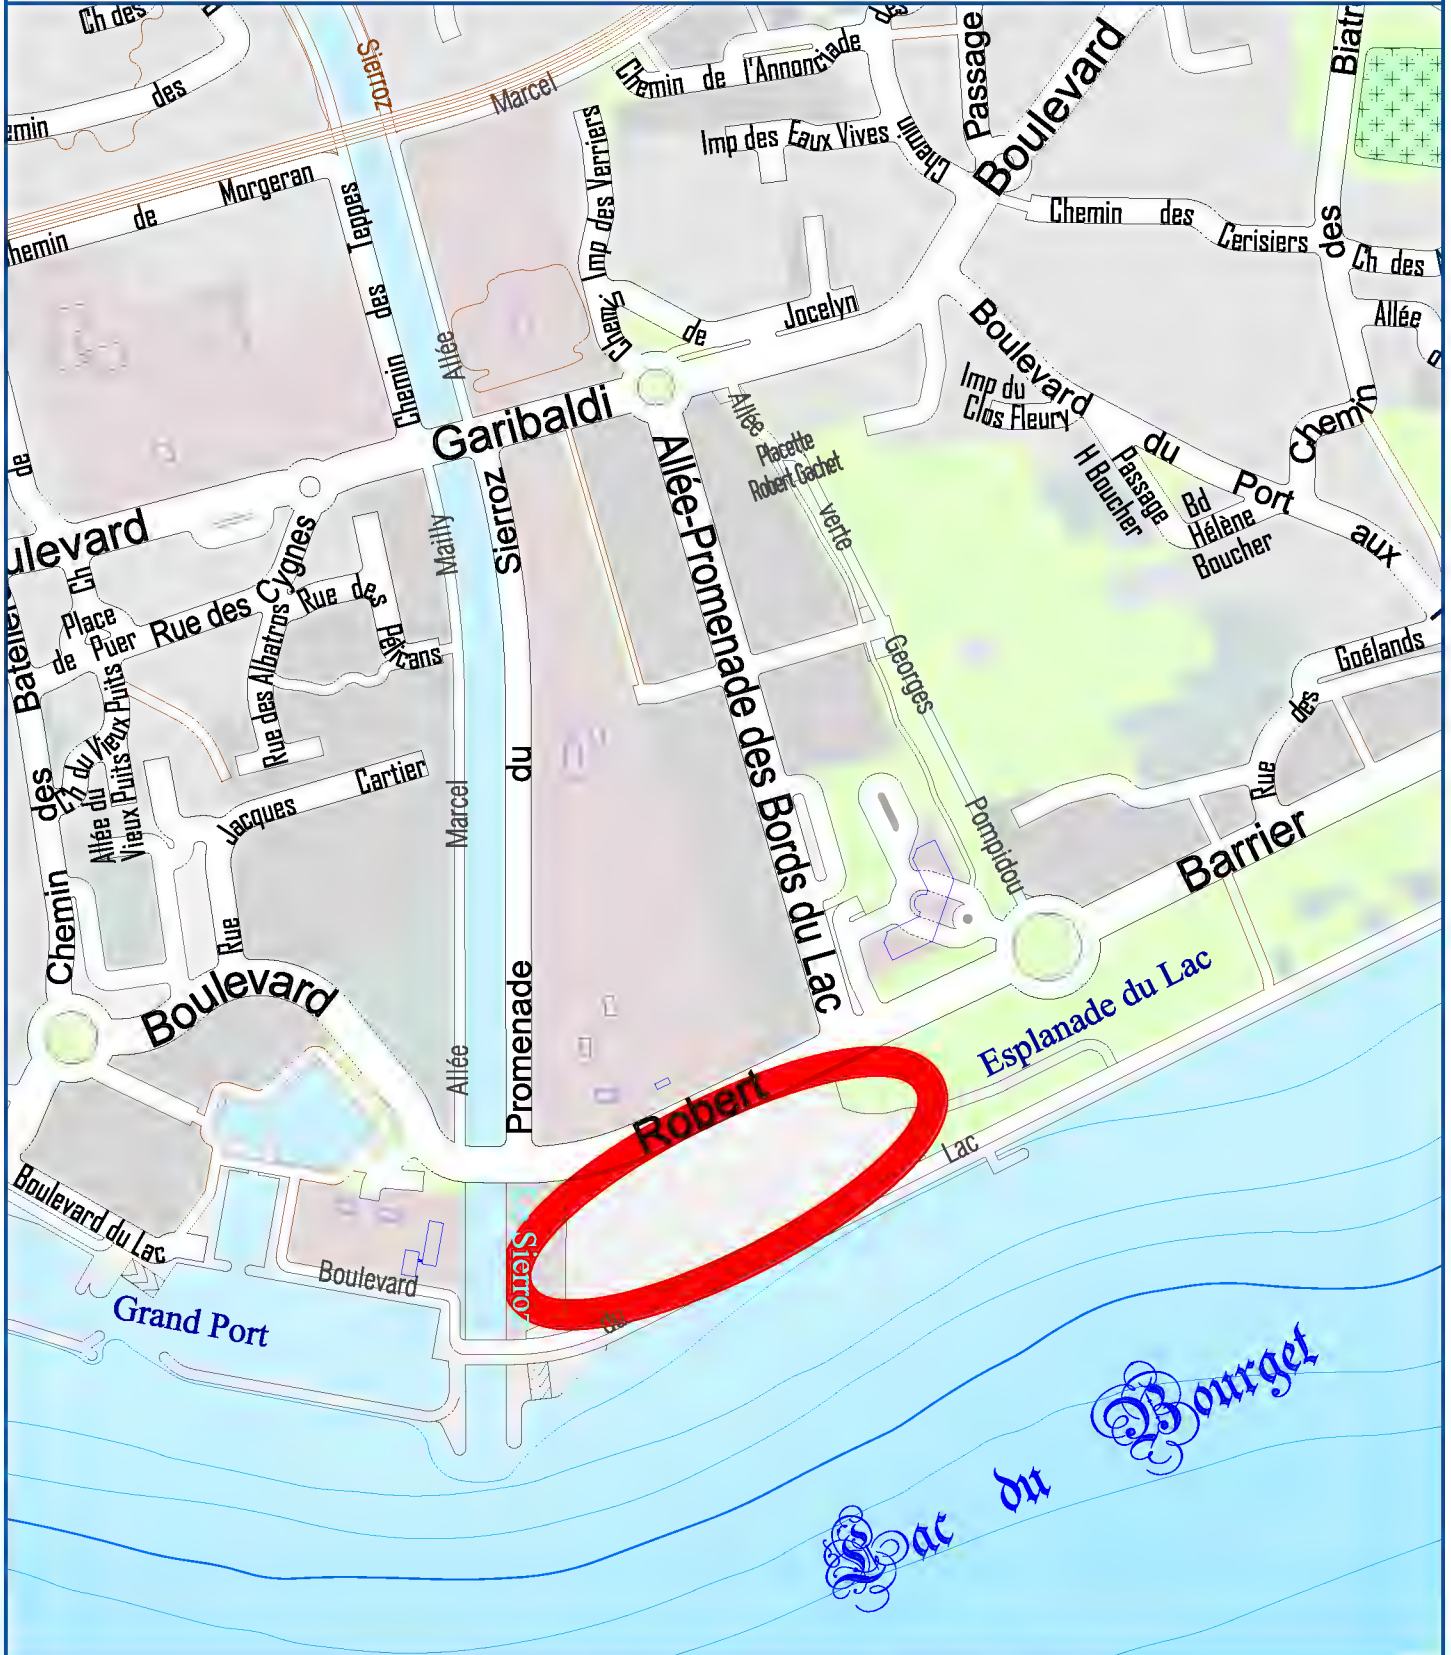 Ch des
des
emin
Sierroz
Marcel
Chemin de l'Annonciade
des
Passage
Boulevard
Biatr
Imp des Eaux Vives
Chemin
Imp des Verriers
Chemin des Cerisiers
des
Ch des
Allée
hemin de Morgeran
Chemin des Teppes
Allée
Chem
de Jocelyn
Boulevard du Port aux
Imp du
Clos Fleury
Chemin
Passage
H Boucher
Bd
Hélène
Boucher
Garibaldi
ulevard
de
Allée verte Georges Pompidou
Placette
Robert Gachet
Allée-Promenade des Bords du Lac
Promenade du Sierroz
Allée Marcel Mailly
Ch
Place
de Puer
Rue des Cygnes
Rue des Pélicans
Rue des Albatros
Chemin des Batelier
Ch du Vieux Puits
Allée du
Vieux Puits
Rue Jacques Cartier
Rue des Goélands
Boulevard Robert Barrier
Esplanade du Lac
Boulevard du Lac
Boulevard du Lac
Sierroz
Grand Port
Lac du Bourget